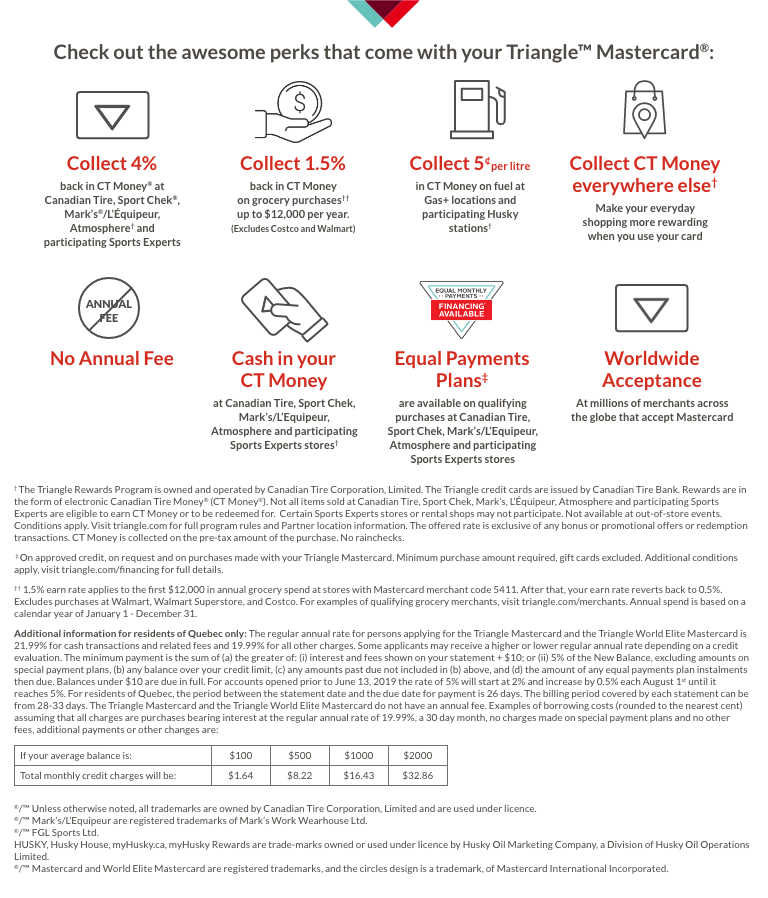 Check out the awesome perks that come with your Triangle™ Mastercard®:
Collect 4%
back in CT Money® at
Canadian Tire, Sport Chek®,
Mark's®/L'Équipeur,
Atmosphere† and
participating Sports Experts
Collect 1.5%
back in CT Money
on grocery purchases††
up to $12,000 per year.
(Excludes Costco and Walmart)
Collect 5¢ per litre
in CT Money on fuel at
Gas+ locations and
participating Husky
stations†
Collect CT Money
everywhere else†
Make your everyday
shopping more rewarding
when you use your card
ANNUAL
FEE
No Annual Fee
Cash in your
CT Money
at Canadian Tire, Sport Chek,
Mark's/L'Equipeur,
Atmosphere and participating
Sports Experts stores†
EQUAL MONTHLY
PAYMENTS
FINANCING
AVAILABLE
Equal Payments
Plans‡
are available on qualifying
purchases at Canadian Tire,
Sport Chek, Mark's/L'Equipeur,
Atmosphere and participating
Sports Experts stores
Worldwide
Acceptance
At millions of merchants across
the globe that accept Mastercard
† The Triangle Rewards Program is owned and operated by Canadian Tire Corporation, Limited. The Triangle credit cards are issued by Canadian Tire Bank. Rewards are in
the form of electronic Canadian Tire Money® (CT Money®). Not all items sold at Canadian Tire, Sport Chek, Mark's, L'Équipeur, Atmosphere and participating Sports
Experts are eligible to earn CT Money or to be redeemed for. Certain Sports Experts stores or rental shops may not participate. Not available at out-of-store events.
Conditions apply. Visit triangle.com for full program rules and Partner location information. The offered rate is exclusive of any bonus or promotional offers or redemption
transactions. CT Money is collected on the pre-tax amount of the purchase. No rainchecks.
‡ On approved credit, on request and on purchases made with your Triangle Mastercard. Minimum purchase amount required, gift cards excluded. Additional conditions
apply, visit triangle.com/financing for full details.
†† 1.5% earn rate applies to the first $12,000 in annual grocery spend at stores with Mastercard merchant code 5411. After that, your earn rate reverts back to 0.5%.
Excludes purchases at Walmart, Walmart Superstore, and Costco. For examples of qualifying grocery merchants, visit triangle.com/merchants. Annual spend is based on a
calendar year of January 1 - December 31.
Additional information for residents of Quebec only: The regular annual rate for persons applying for the Triangle Mastercard and the Triangle World Elite Mastercard is
21.99% for cash transactions and related fees and 19.99% for all other charges. Some applicants may receive a higher or lower regular annual rate depending on a credit
evaluation. The minimum payment is the sum of (a) the greater of: (i) interest and fees shown on your statement + $10; or (ii) 5% of the New Balance, excluding amounts on
special payment plans, (b) any balance over your credit limit, (c) any amounts past due not included in (b) above, and (d) the amount of any equal payments plan instalments
then due. Balances under $10 are due in full. For accounts opened prior to June 13, 2019 the rate of 5% will start at 2% and increase by 0.5% each August 1st until it
reaches 5%. For residents of Quebec, the period between the statement date and the due date for payment is 26 days. The billing period covered by each statement can be
from 28-33 days. The Triangle Mastercard and the Triangle World Elite Mastercard do not have an annual fee. Examples of borrowing costs (rounded to the nearest cent)
assuming that all charges are purchases bearing interest at the regular annual rate of 19.99%, a 30 day month, no charges made on special payment plans and no other
fees, additional payments or other changes are:
If your average balance is: $100 $500 $1000 $2000
Total monthly credit charges will be: $1.64 $8.22 $16.43 $32.86
®/™ Unless otherwise noted, all trademarks are owned by Canadian Tire Corporation, Limited and are used under licence.
®/™ Mark's/L'Equipeur are registered trademarks of Mark's Work Wearhouse Ltd.
®/™ FGL Sports Ltd.
HUSKY, Husky House, myHusky.ca, myHusky Rewards are trade-marks owned or used under licence by Husky Oil Marketing Company, a Division of Husky Oil Operations
Limited.
®/™ Mastercard and World Elite Mastercard are registered trademarks, and the circles design is a trademark, of Mastercard International Incorporated.